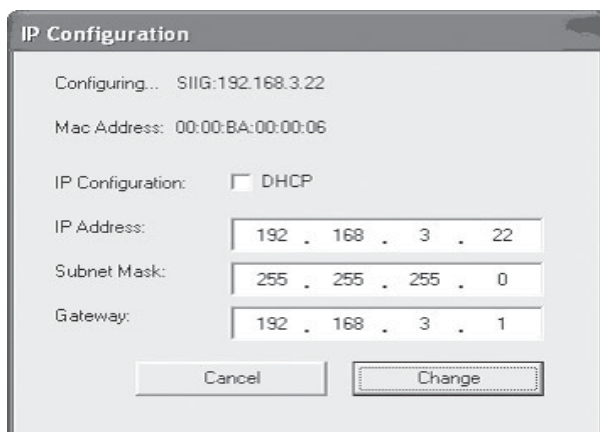 IP Configuration
Configuring... SIIG:192.168.3.22
Mac Address: 00:00:BA:00:00:06
IP Configuration: DHCP
IP Address: 192 . 168 . 3 . 22
Subnet Mask: 255 . 255 . 255 . 0
Gateway: 192 . 168 . 3 . 1
Cancel Change